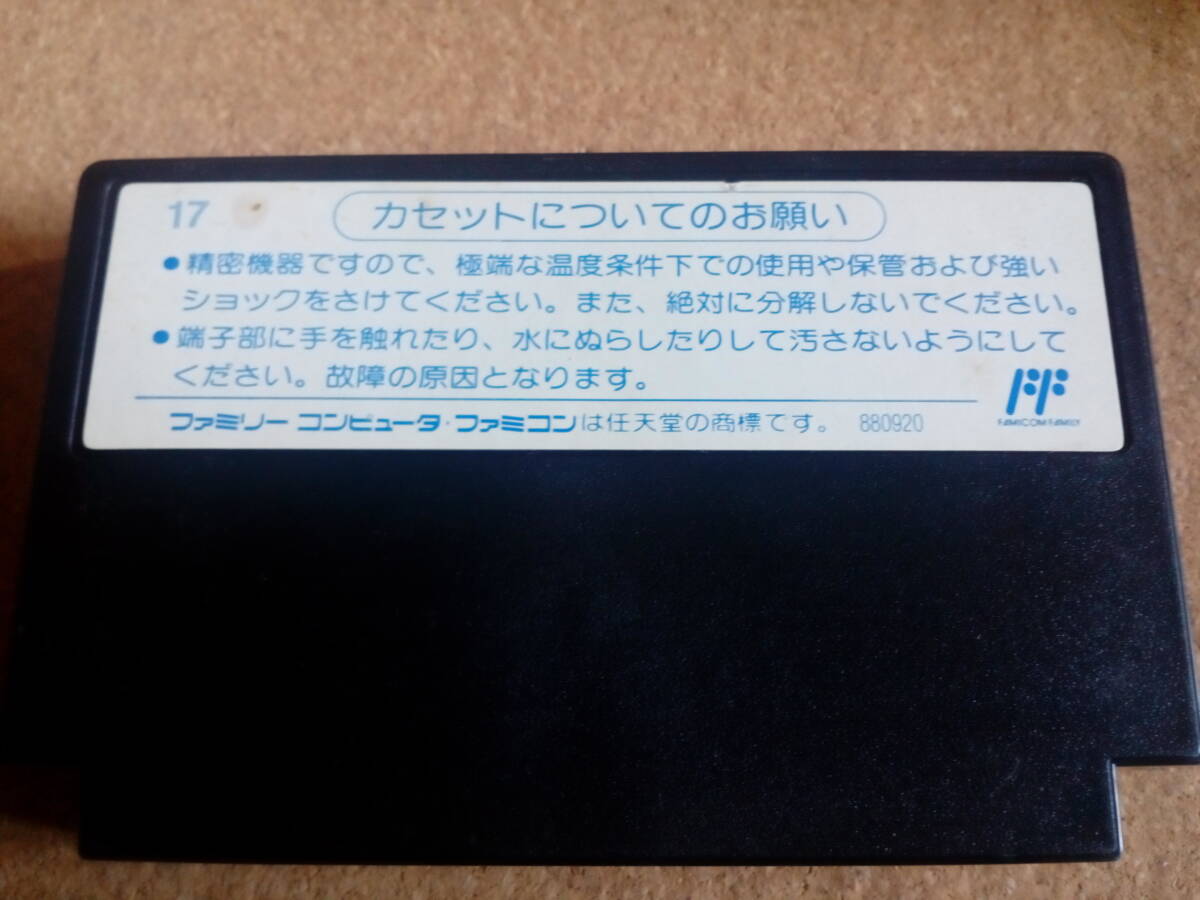 17
カセットについてのお願い
●精密機器ですので、極端な温度条件下での使用や保管および強い
ショックをさけてください。また、絶対に分解しないでください。
●端子部に手を触れたり、水にぬらしたりして汚さないようにして
ください。故障の原因となります。
ファミリー コンピュータ・ファミコンは任天堂の商標です。 880920
FF
FAMICOM FAMILY